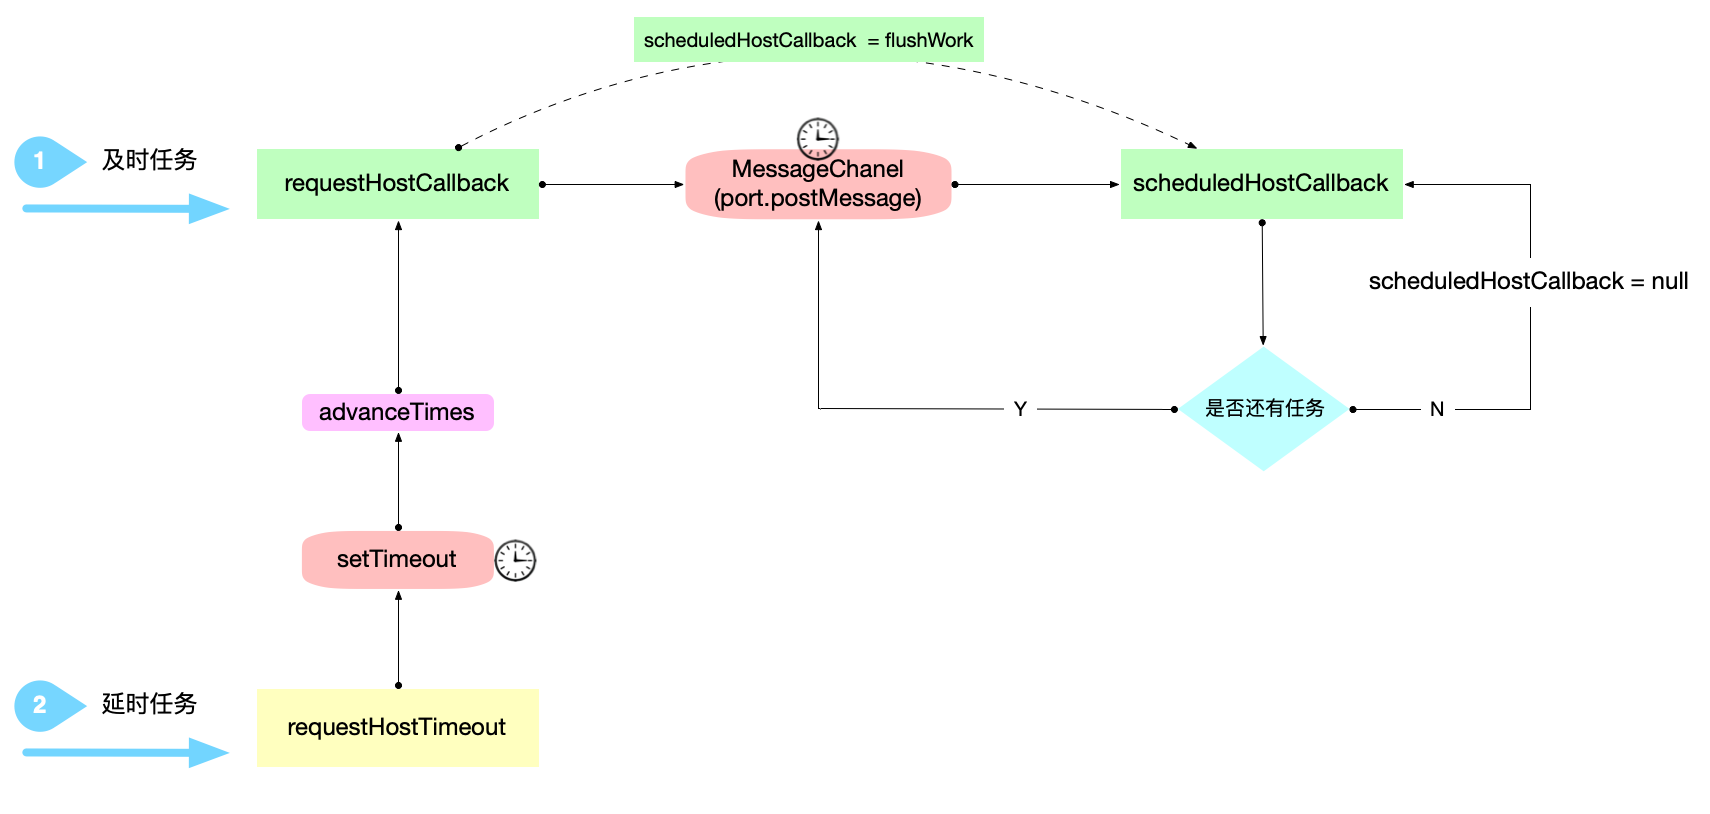 scheduledHostCallback = flushWork
1
及时任务
requestHostCallback
MessageChanel
(port.postMessage)
scheduledHostCallback
scheduledHostCallback = null
Y
是否还有任务
N
advanceTimes
setTimeout
2
延时任务
requestHostTimeout